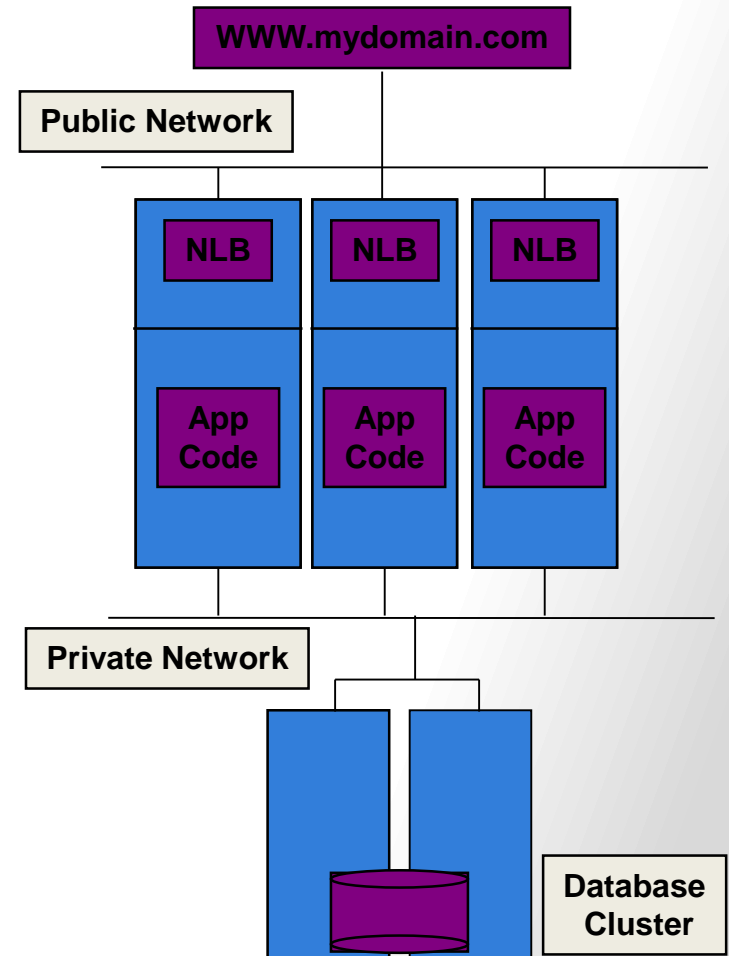 WWW.mydomain.com
Public Network
NLB NLB NLB
App App App
Code Code Code
Private Network
Database
Cluster